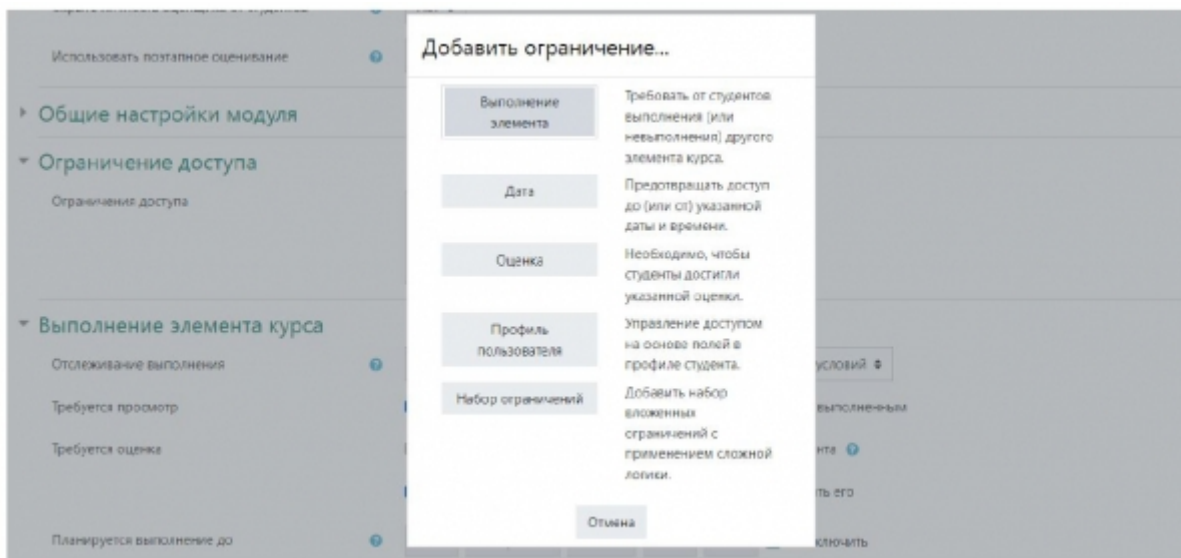 Добавить ограничение...
Использовать поэтапное оценивание
Выполнение
элемента
Требовать от студентов
выполнения (или
невыполнения) другого
элемента курса.
Общие настройки модуля
Ограничение доступа
Ограничения доступа
Дата
Предотвращать доступ
до (или от) указанной
даты и времени.
Оценка
Необходимо, чтобы
студенты достигли
указанной оценки.
Выполнение элемента курса
Профиль
пользователя
Управление доступом
на основе полей в
профиле студента.
Отслеживание выполнения
условий
Набор ограничений
Добавить набор
вложенных
ограничений с
применением сложной
логики.
Требуется просмотр
выполненным
Требуется оценка
его
Отмена
Планируется выполнение до